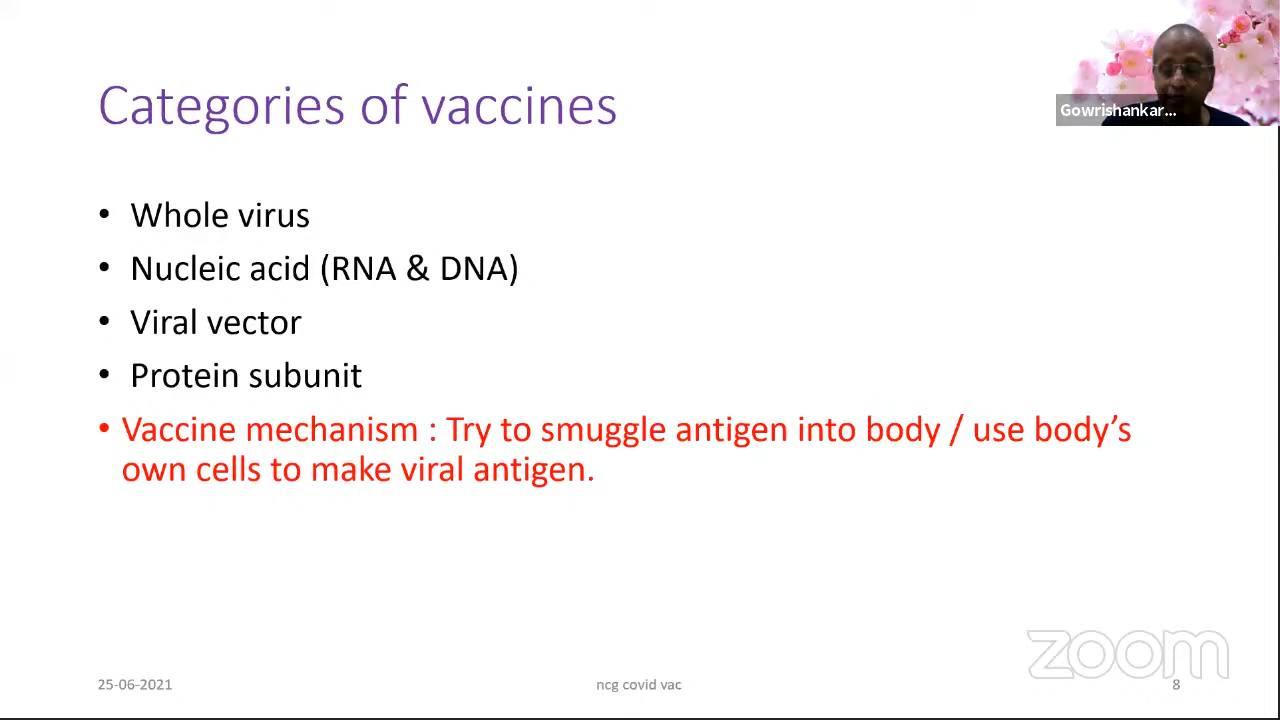 Categories of vaccines
Gowrishankar...
• Whole virus
• Nucleic acid (RNA & DNA)
• Viral vector
• Protein subunit
• Vaccine mechanism : Try to smuggle antigen into body / use body’s
own cells to make viral antigen.
zoom
25-06-2021
ncg covid vac
8